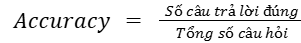 Accuracy = Số câu trả lời đúng / Tổng số câu hỏi